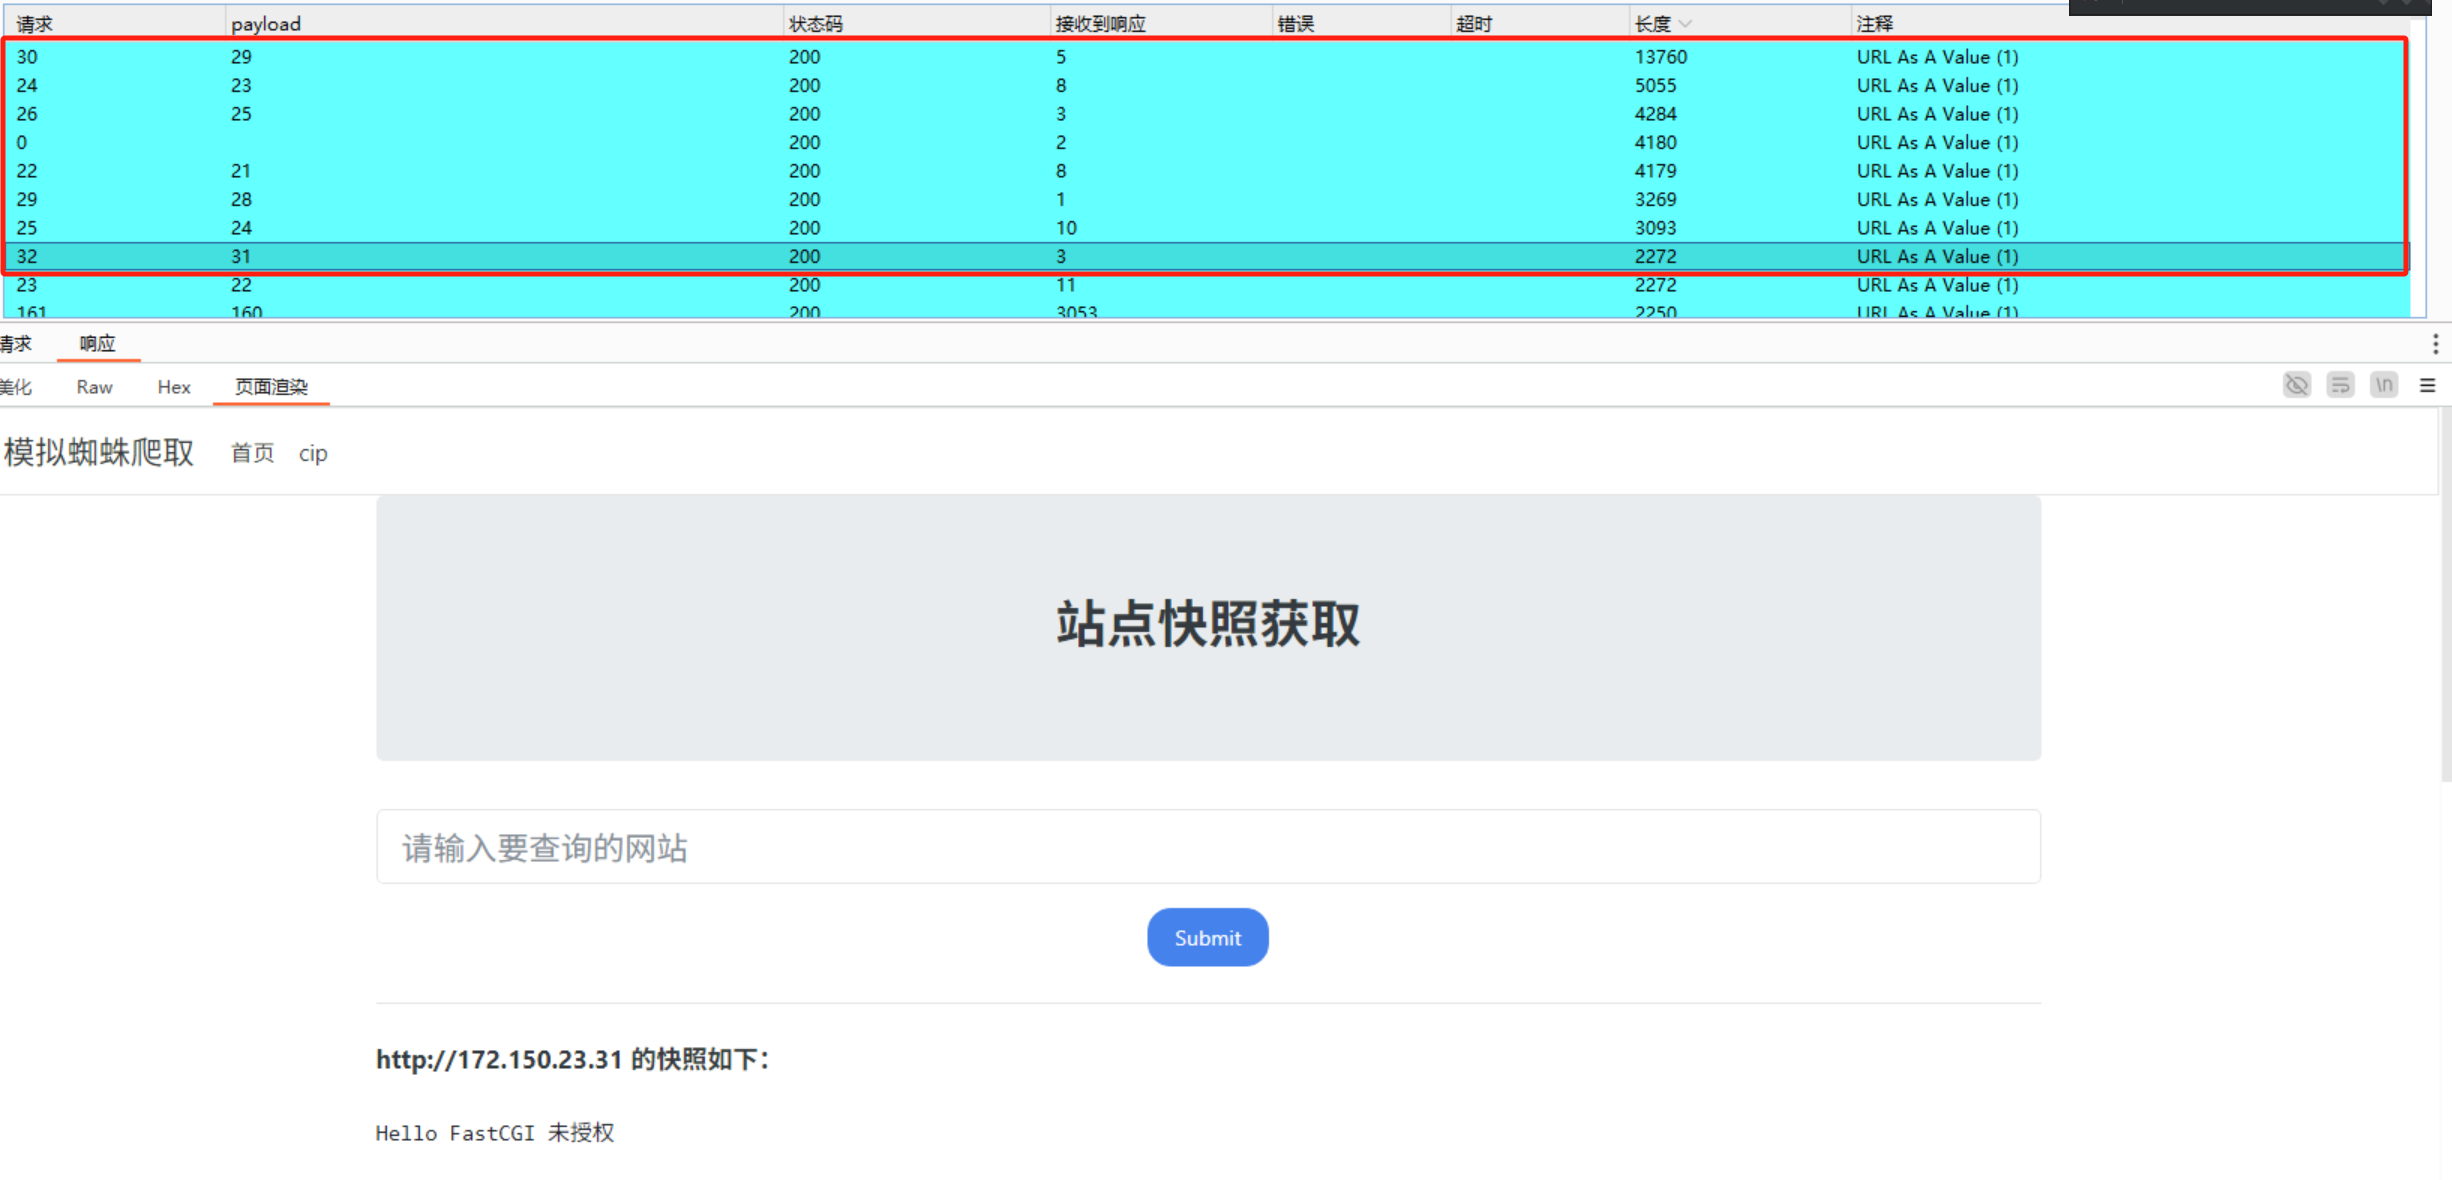 请求 payload 状态码 接收到响应 错误 超时 长度 注释
30 29 200 5 13760 URL As A Value (1)
24 23 200 8 5055 URL As A Value (1)
26 25 200 3 4284 URL As A Value (1)
0 200 2 4180 URL As A Value (1)
22 21 200 8 4179 URL As A Value (1)
29 28 200 1 3269 URL As A Value (1)
25 24 200 10 3093 URL As A Value (1)
32 31 200 3 2272 URL As A Value (1)
23 22 200 11 2272 URL As A Value (1)
161 160 200 3053 2250 URL As A Value (1)
请求 响应
美化 Raw Hex 页面渲染 \n
模拟蜘蛛爬取 首页 cip
站点快照获取
请输入要查询的网站
Submit
http://172.150.23.31 的快照如下：
Hello FastCGI 未授权